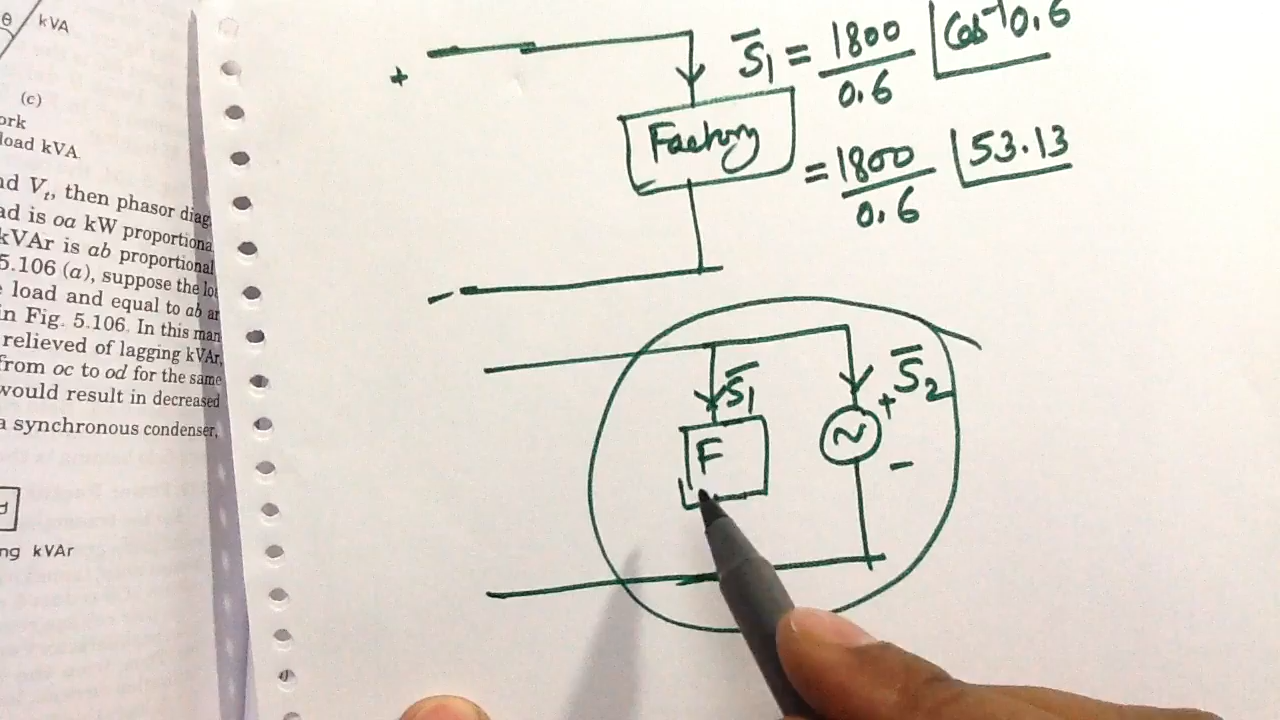 θ kVA
(c)
ork
load kVA
nd Vt, then phasor diag
ad is oa kW proportiona
kVAr is ab proportional
5.106 (a), suppose the lo
load and equal to ab a
in Fig. 5.106. In this man
relieved of lagging kVAr,
from oc to od for the same
would result in decreased
a synchronous condenser,
d
ng kVAr
+
S̅₁ = 1800/0.6 ∠cos⁻¹0.6
Factory
= 1800/0.6 ∠53.13
−
S̅₁
S̅₂
F
~
+
−